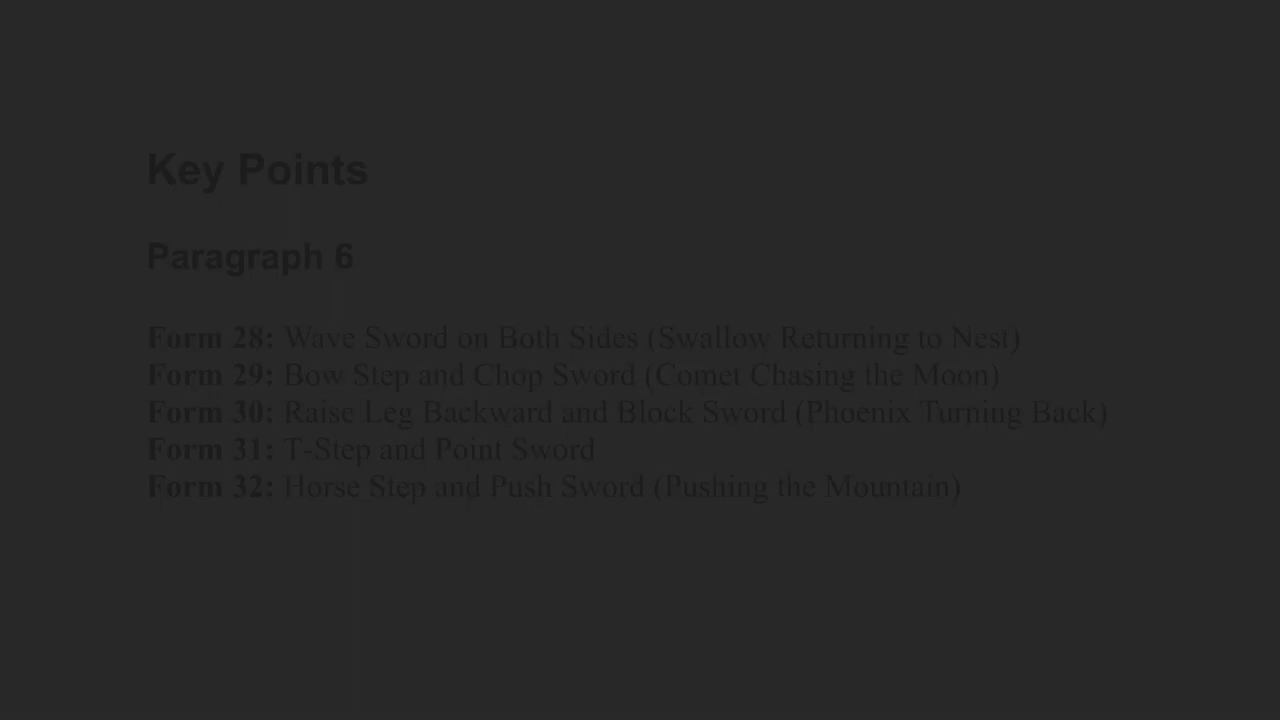 Key Points
Paragraph 6
Form 28: Wave Sword on Both Sides (Swallow Returning to Nest)
Form 29: Bow Step and Chop Sword (Comet Chasing the Moon)
Form 30: Raise Leg Backward and Block Sword (Phoenix Turning Back)
Form 31: T-Step and Point Sword
Form 32: Horse Step and Push Sword (Pushing the Mountain)